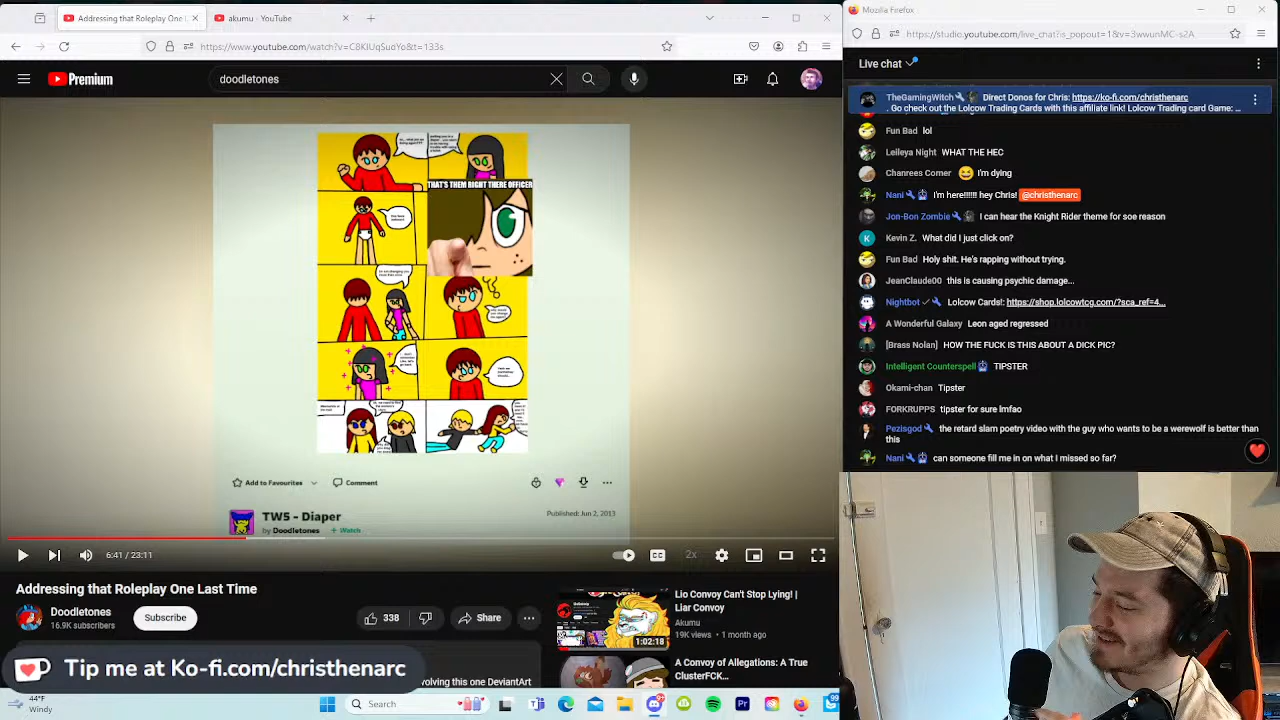 Addressing that Roleplay One L
akumu - YouTube
https://www.youtube.com/watch?v=C8KIUqSuoYo&t=133s
Premium
doodletones
THAT'S THEM RIGHT THERE OFFICER
Add to Favourites
Comment
TW5 - Diaper
by Doodletones + Watch
Published: Jun 2, 2013
6:41 / 23:11
CC
2x
Addressing that Roleplay One Last Time
Doodletones
16.9K subscribers
Subscribe
338
Share
Lio Convoy Can't Stop Lying! |
Liar Convoy
Akumu
19K views • 1 month ago
1:02:18
A Convoy of Allegations: A True
ClusterFCK...
Tip me at Ko-fi.com/christhenarc
volving this one DeviantArt
44°F
Windy
Search
9+
99
Mozilla Firefox
https://studio.youtube.com/live_chat?is_popout=1&v=3wwunMC-s2A
Live chat
TheGamingWitch Direct Donos for Chris: https://ko-fi.com/christhenarc
. Go check out the Lolcow Trading Cards with this affiliate link! Lolcow Trading card Game: ...
Fun Bad lol
Leileya Night WHAT THE HEC
Chanrees Corner 😆 I'm dying
Nani I'm here!!!!!! hey Chris! @christhenarc
Jon-Bon Zombie I can hear the Knight Rider theme for soe reason
K
Kevin Z. What did I just click on?
Fun Bad Holy shit. He's rapping without trying.
JeanClaude00 this is causing psychic damage...
Nightbot Lolcow Cards!: https://shop.lolcowtcg.com/?sca_ref=4...
A Wonderful Galaxy Leon aged regressed
[Brass Nolan] HOW THE FUCK IS THIS ABOUT A DICK PIC?
Intelligent Counterspell TIPSTER
Okami-chan Tipster
FORKRUPPS tipster for sure lmfao
Pezisgod the retard slam poetry video with the guy who wants to be a werewolf is better than
this
Nani can someone fill me in on what I missed so far?